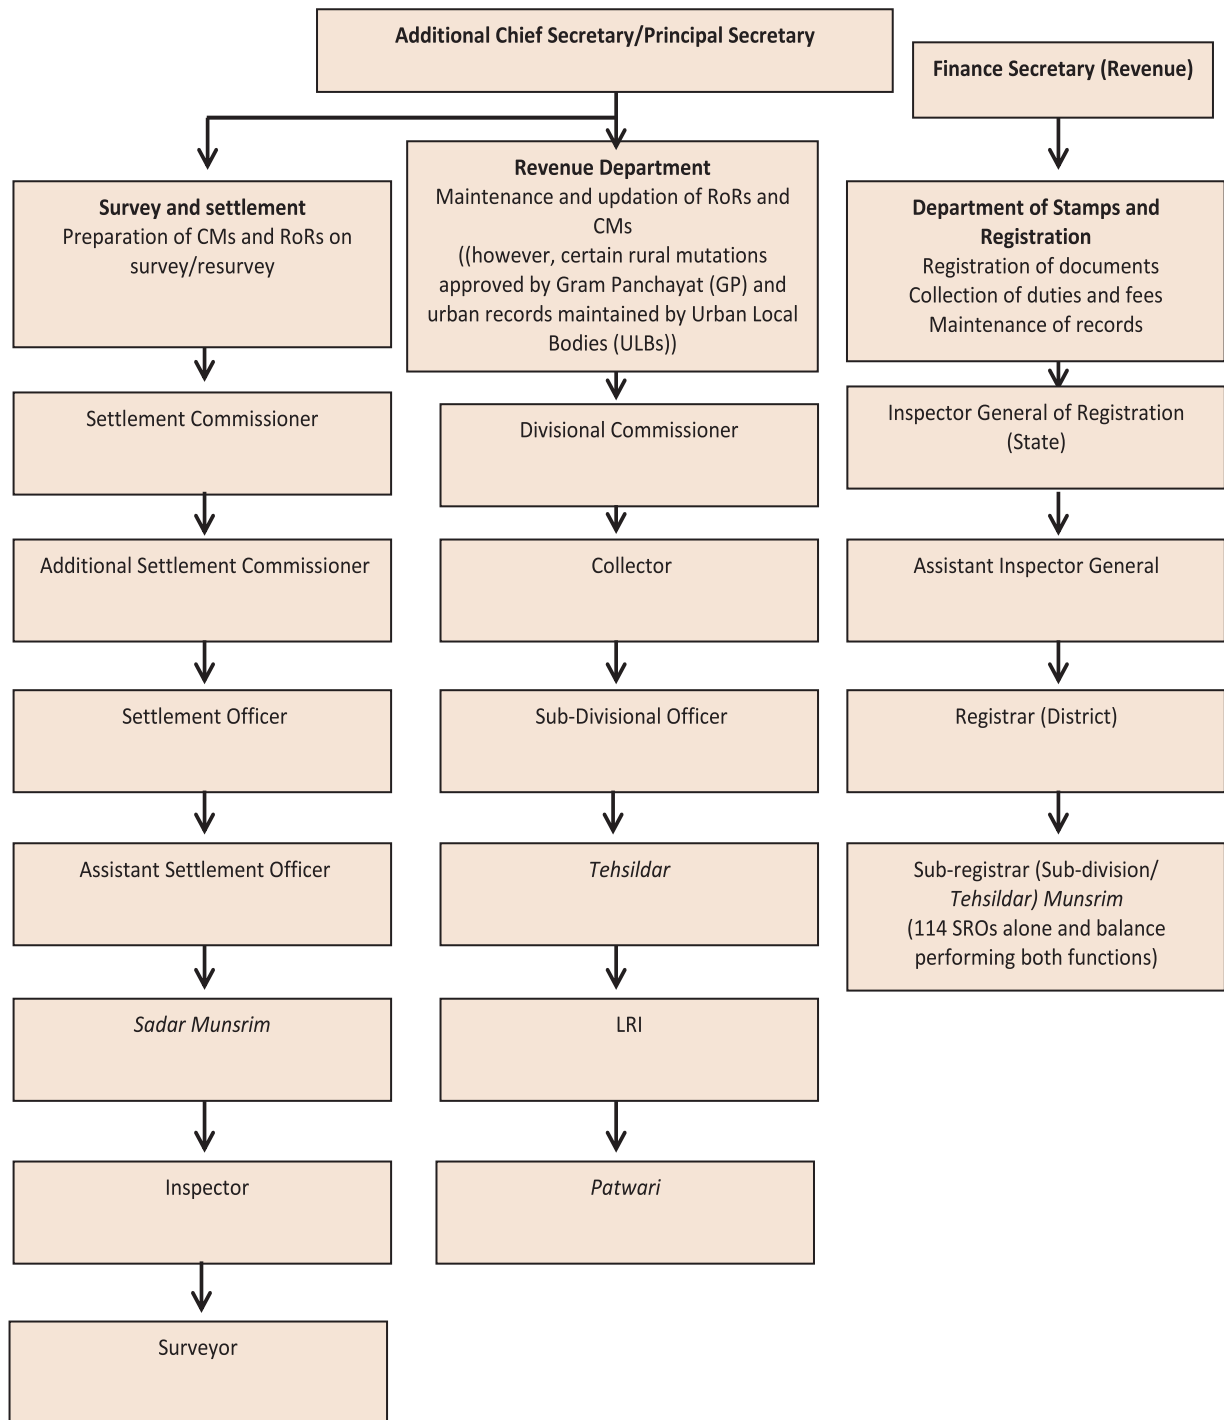 Additional Chief Secretary/Principal Secretary
Finance Secretary (Revenue)
Survey and settlement
Preparation of CMs and RoRs on
survey/resurvey
Revenue Department
Maintenance and updation of RoRs and
CMs
((however, certain rural mutations
approved by Gram Panchayat (GP) and
urban records maintained by Urban Local
Bodies (ULBs))
Department of Stamps and
Registration
Registration of documents
Collection of duties and fees
Maintenance of records
Settlement Commissioner
Divisional Commissioner
Inspector General of Registration
(State)
Additional Settlement Commissioner
Collector
Assistant Inspector General
Settlement Officer
Sub-Divisional Officer
Registrar (District)
Assistant Settlement Officer
Tehsildar
Sub-registrar (Sub-division/
Tehsildar) Munsrim
(114 SROs alone and balance
performing both functions)
Sadar Munsrim
LRI
Inspector
Patwari
Surveyor